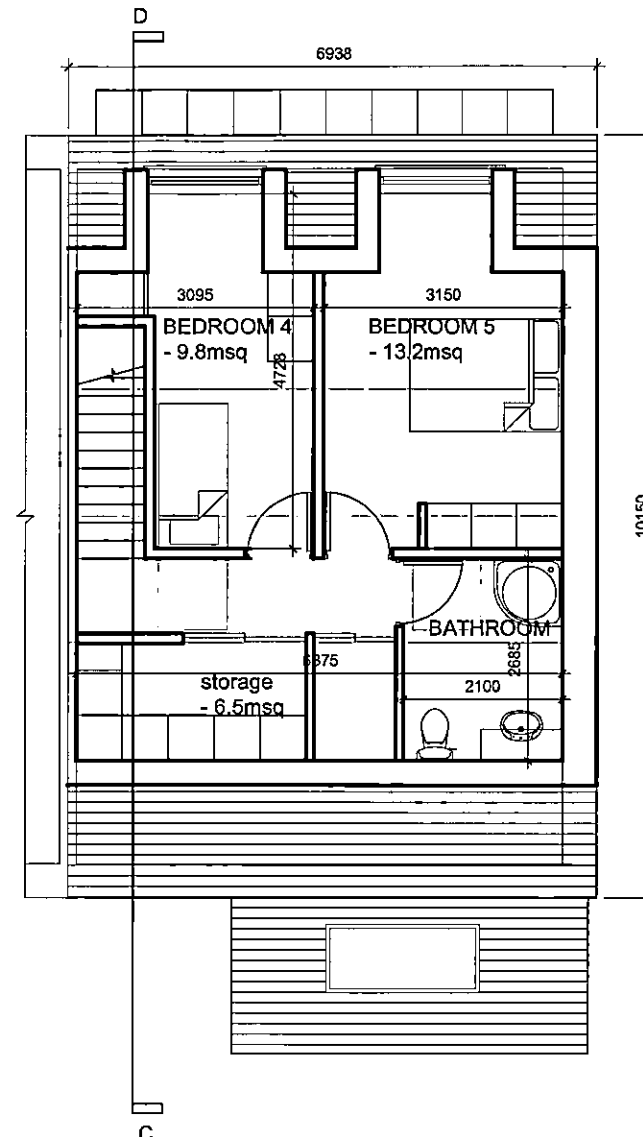 D
6938
3095
3150
BEDROOM 4
- 9.8msq
BEDROOM 5
- 13.2msq
4728
10150
BATHROOM
6375
2685
storage
- 6.5msq
2100
C